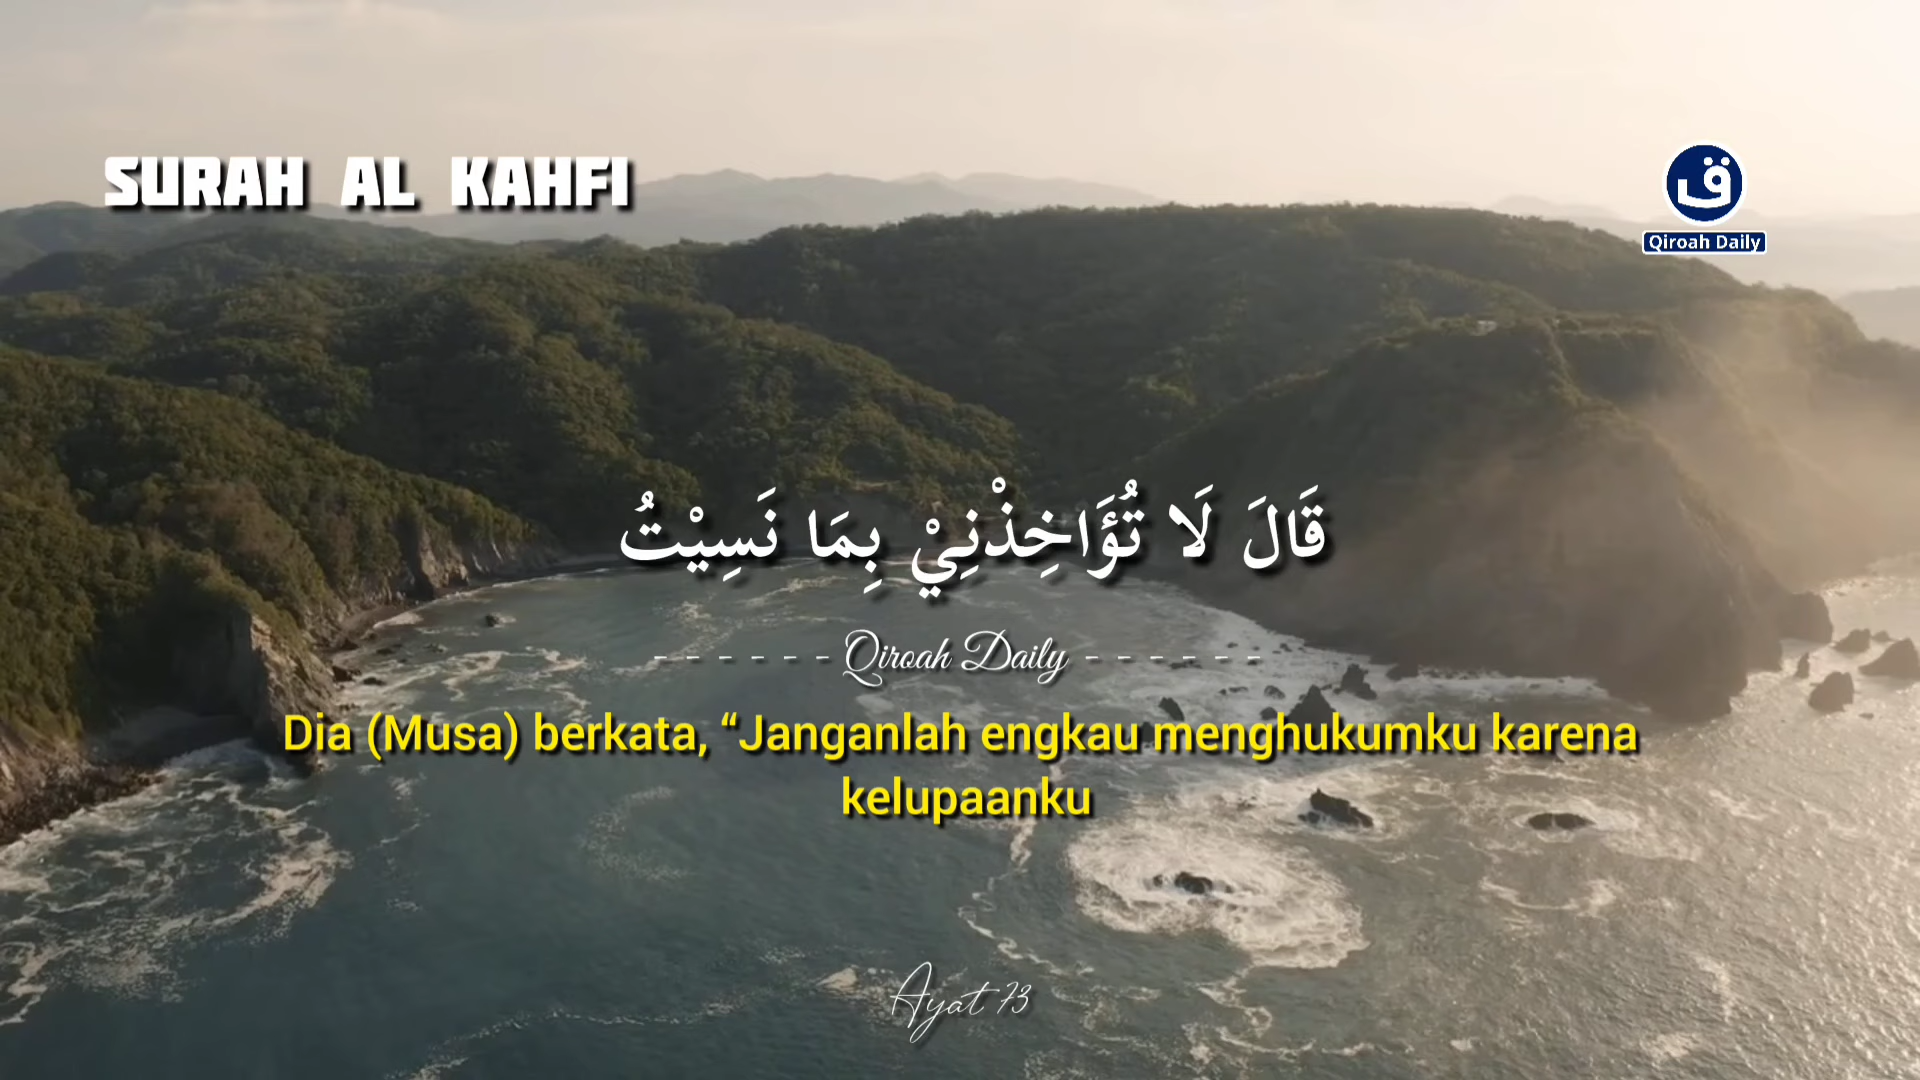 SURAH AL KAHFI
ق
Qiroah Daily
قَالَ لَا تُؤَاخِذْنِيْ بِمَا نَسِيْتُ
- - - - - - Qiroah Daily - - - - - -
Dia (Musa) berkata, “Janganlah engkau menghukumku karena
kelupaanku
Ayat 73